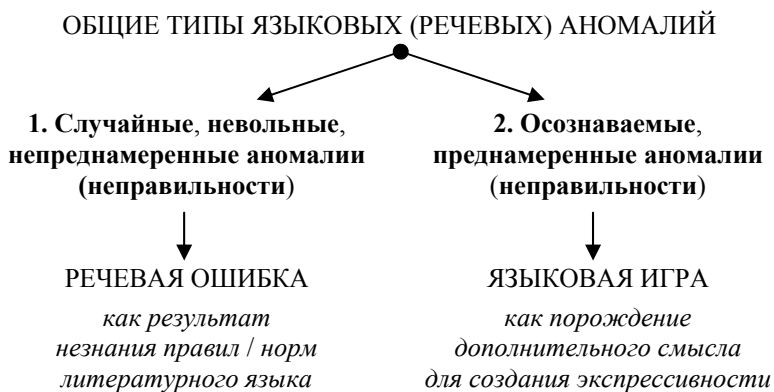 ОБЩИЕ ТИПЫ ЯЗЫКОВЫХ (РЕЧЕВЫХ) АНОМАЛИЙ
1. Случайные, невольные,
непреднамеренные аномалии
(неправильности)
РЕЧЕВАЯ ОШИБКА
как результат
незнания правил / норм
литературного языка
2. Осознаваемые,
преднамеренные аномалии
(неправильности)
ЯЗЫКОВАЯ ИГРА
как порождение
дополнительного смысла
для создания экспрессивности